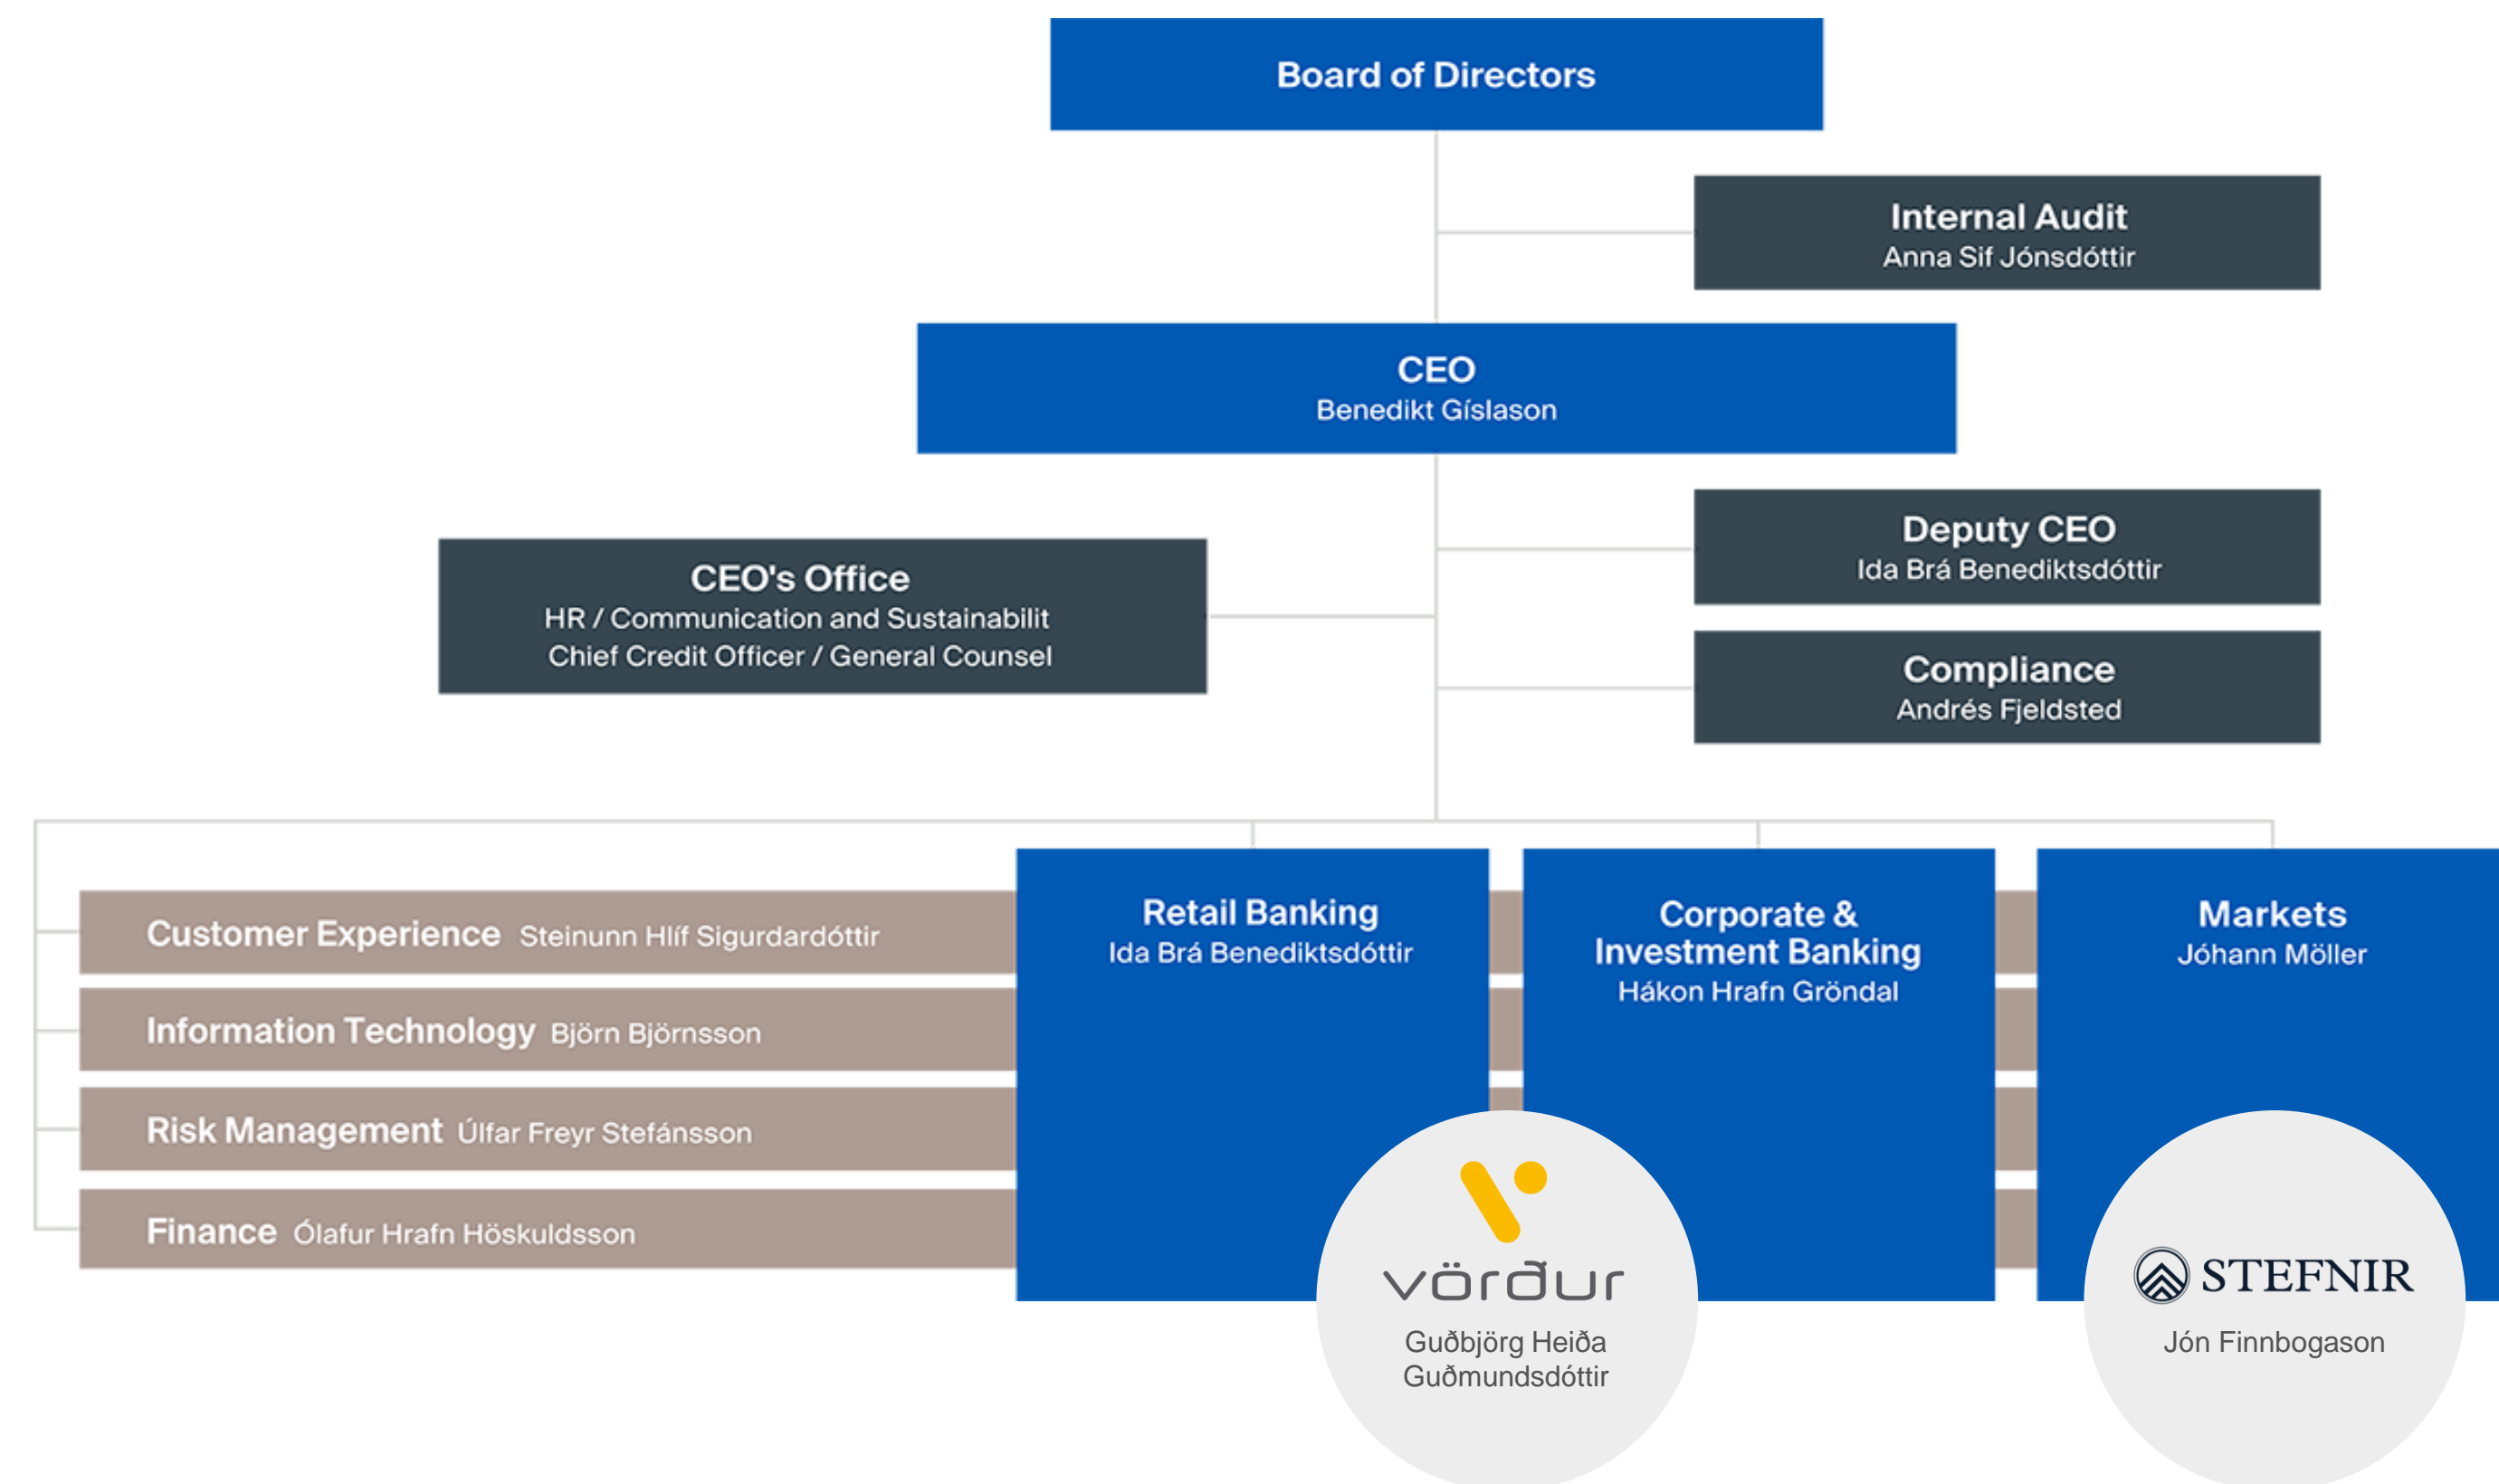 Board of Directors
Internal Audit
Anna Sif Jónsdóttir
CEO
Benedikt Gíslason
Deputy CEO
Ida Brá Benediktsdóttir
CEO's Office
HR / Communication and Sustainabilit
Chief Credit Officer / General Counsel
Compliance
Andrés Fjeldsted
Customer Experience Steinunn Hlíf Sigurdardóttir
Information Technology Björn Björnsson
Risk Management Úlfar Freyr Stefánsson
Finance Ólafur Hrafn Höskuldsson
Retail Banking
Ida Brá Benediktsdóttir
Corporate &
Investment Banking
Hákon Hrafn Gröndal
Markets
Jóhann Möller
vörður
Guðbjörg Heiða
Guðmundsdóttir
STEFNIR
Jón Finnbogason